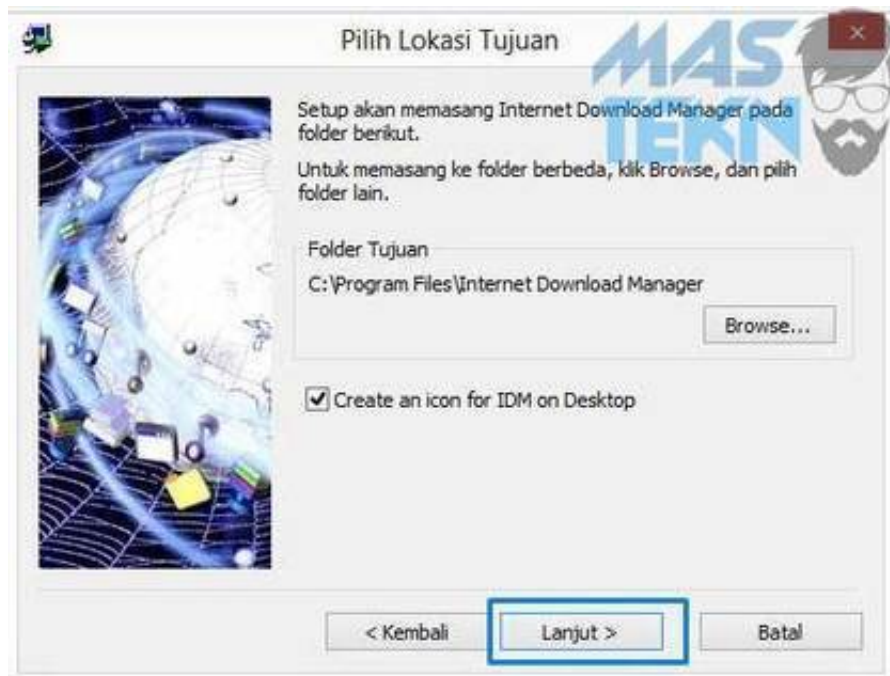 Pilih Lokasi Tujuan
MAS
TEKN
Setup akan memasang Internet Download Manager pada
folder berikut.
Untuk memasang ke folder berbeda, klik Browse, dan pilih
folder lain.
Folder Tujuan
C:\Program Files\Internet Download Manager
Browse...
Create an icon for IDM on Desktop
< Kembali
Lanjut >
Batal